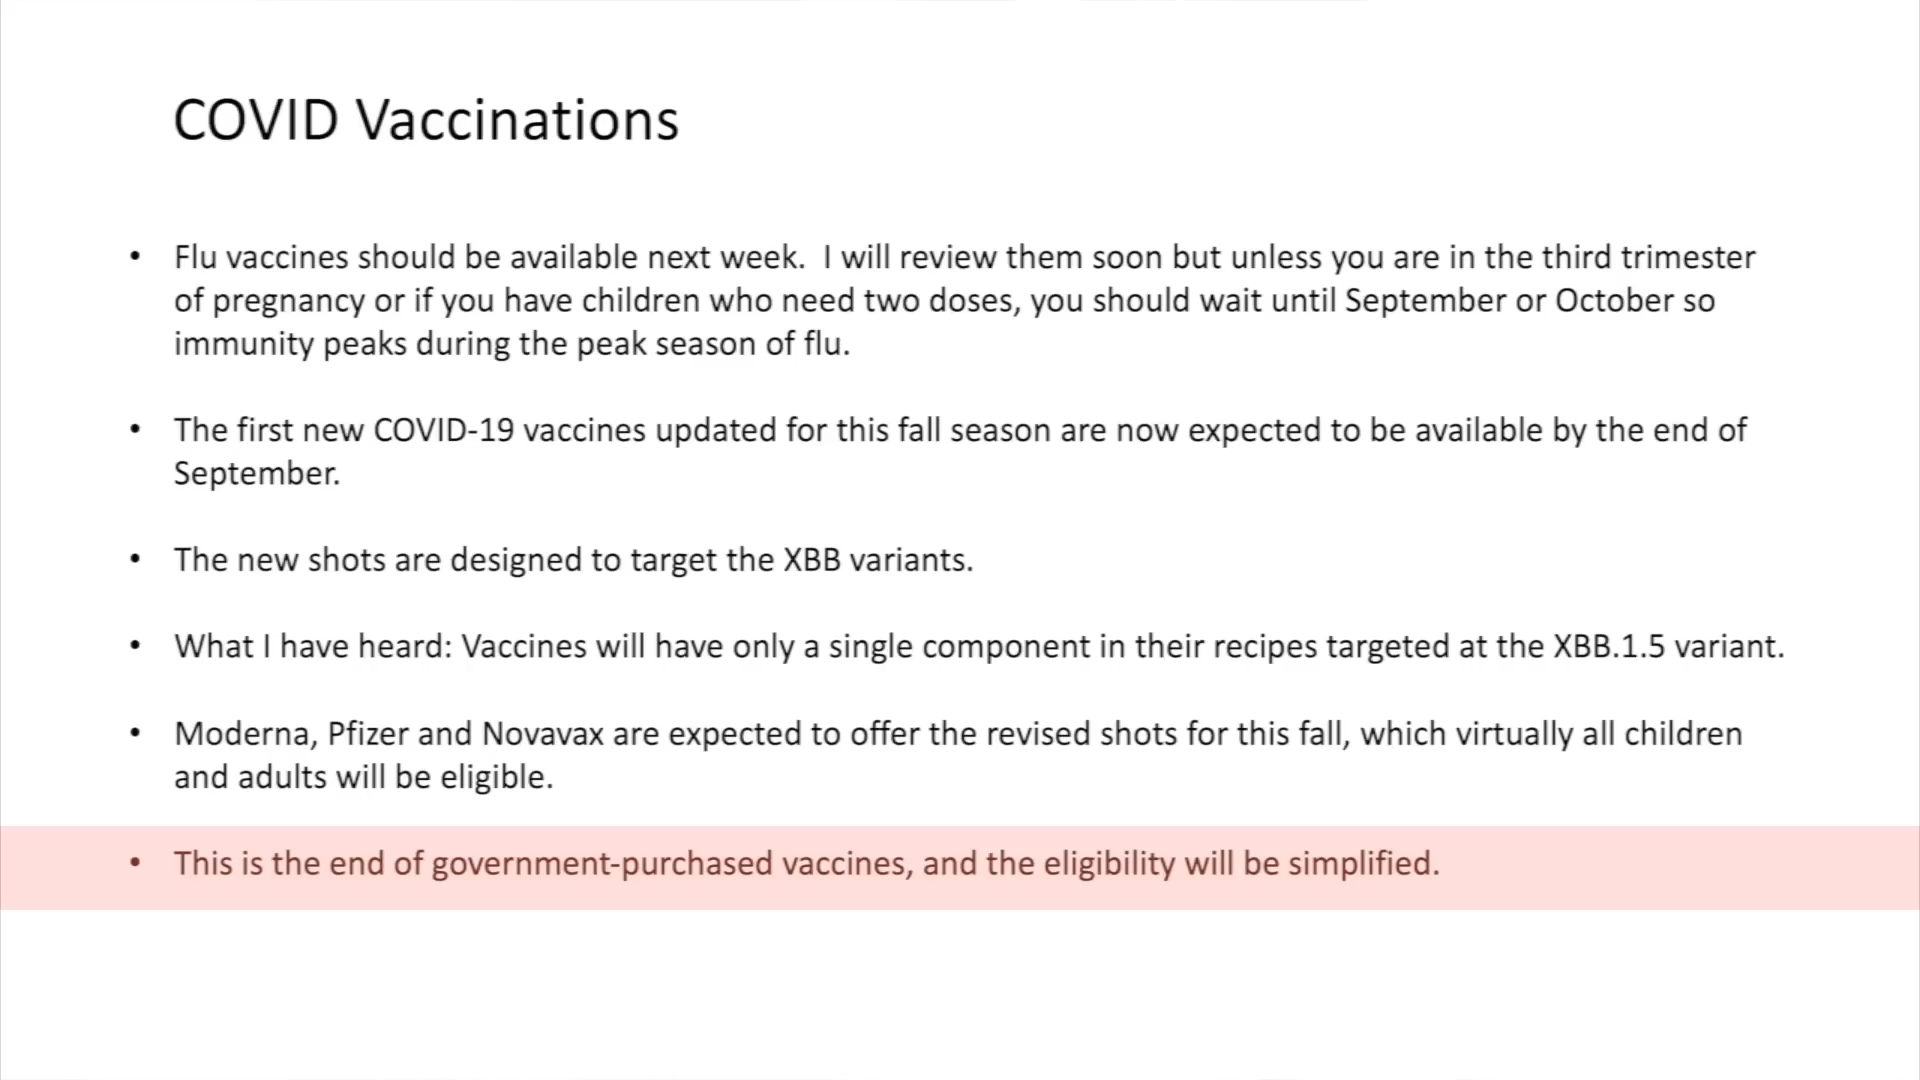 COVID Vaccinations
• Flu vaccines should be available next week.  I will review them soon but unless you are in the third trimester
of pregnancy or if you have children who need two doses, you should wait until September or October so
immunity peaks during the peak season of flu.
• The first new COVID-19 vaccines updated for this fall season are now expected to be available by the end of
September.
• The new shots are designed to target the XBB variants.
• What I have heard: Vaccines will have only a single component in their recipes targeted at the XBB.1.5 variant.
• Moderna, Pfizer and Novavax are expected to offer the revised shots for this fall, which virtually all children
and adults will be eligible.
• This is the end of government-purchased vaccines, and the eligibility will be simplified.